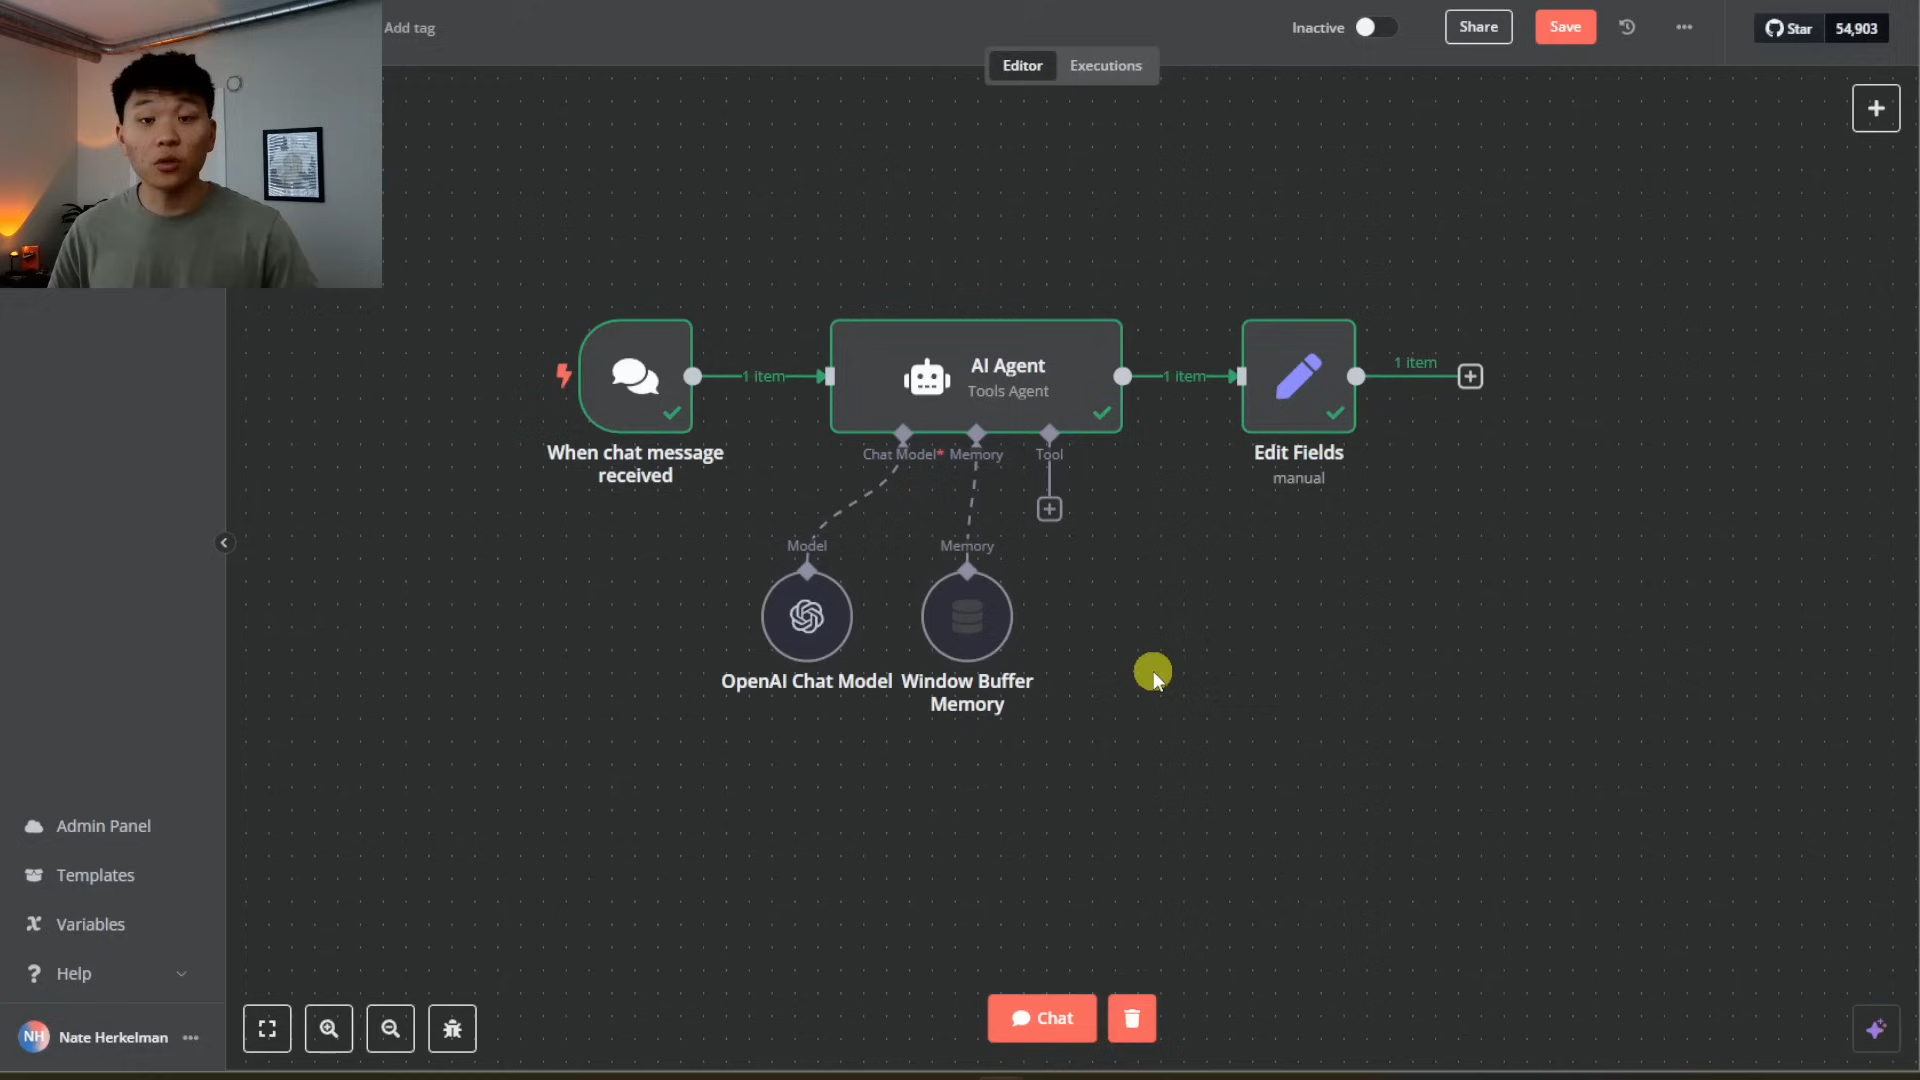 Add tag
Inactive
Share
Save
Star
54,903
Editor
Executions
1 item
AI Agent
Tools Agent
1 item
1 item
When chat message
received
Chat Model*
Memory
Tool
Edit Fields
manual
Model
Memory
OpenAI Chat Model
Window Buffer
Memory
Admin Panel
Templates
Variables
Help
NH
Nate Herkelman
Chat